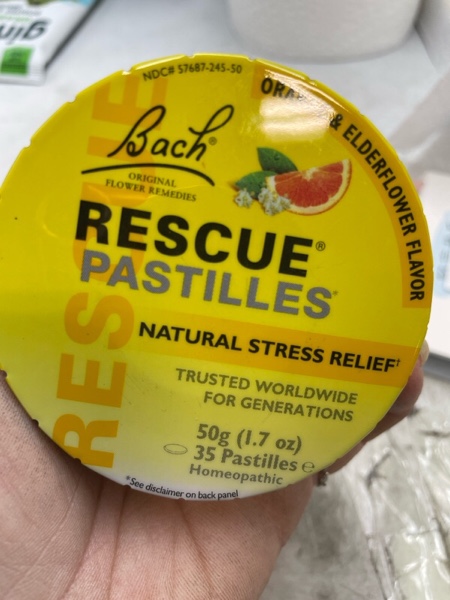 NDC# 57687-245-50
& ELDERFLOWER FLAVOR
Bach®
ORIGINAL
FLOWER REMEDIES
RESCUE®
PASTILLES®
NATURAL STRESS RELIEF†
TRUSTED WORLDWIDE
FOR GENERATIONS
50g (1.7 oz)
35 Pastilles ℮
Homeopathic
*See disclaimer on back panel
RESCUE